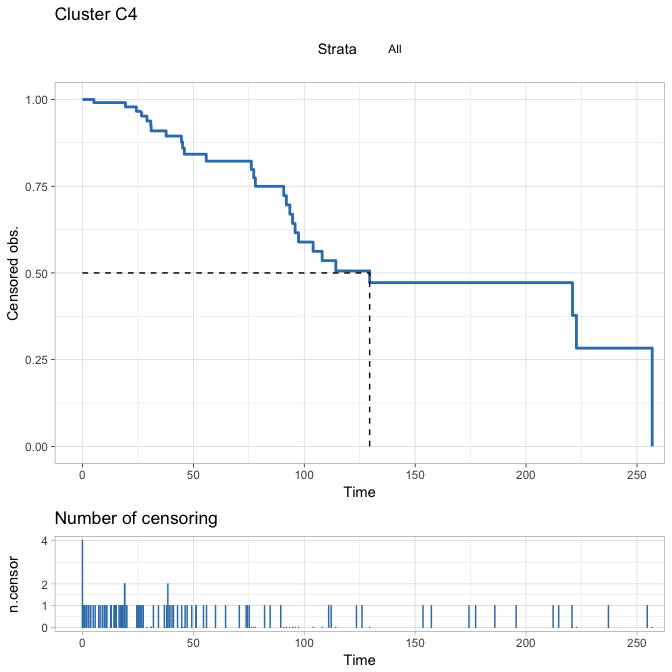 Cluster C4
Strata All
1.00
0.75
0.50
0.25
0.00
Censored obs.
0 50 100 150 200 250
Time
Number of censoring
4
2
1
0
n.censor
0 50 100 150 200 250
Time